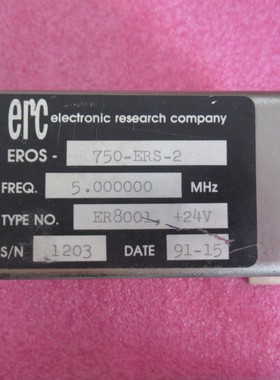 erc electronic research company
EROS - 750-ERS-2
FREQ. 5.000000 MHz
TYPE NO. ER8001, +24V
S/N 1203 DATE 91-15